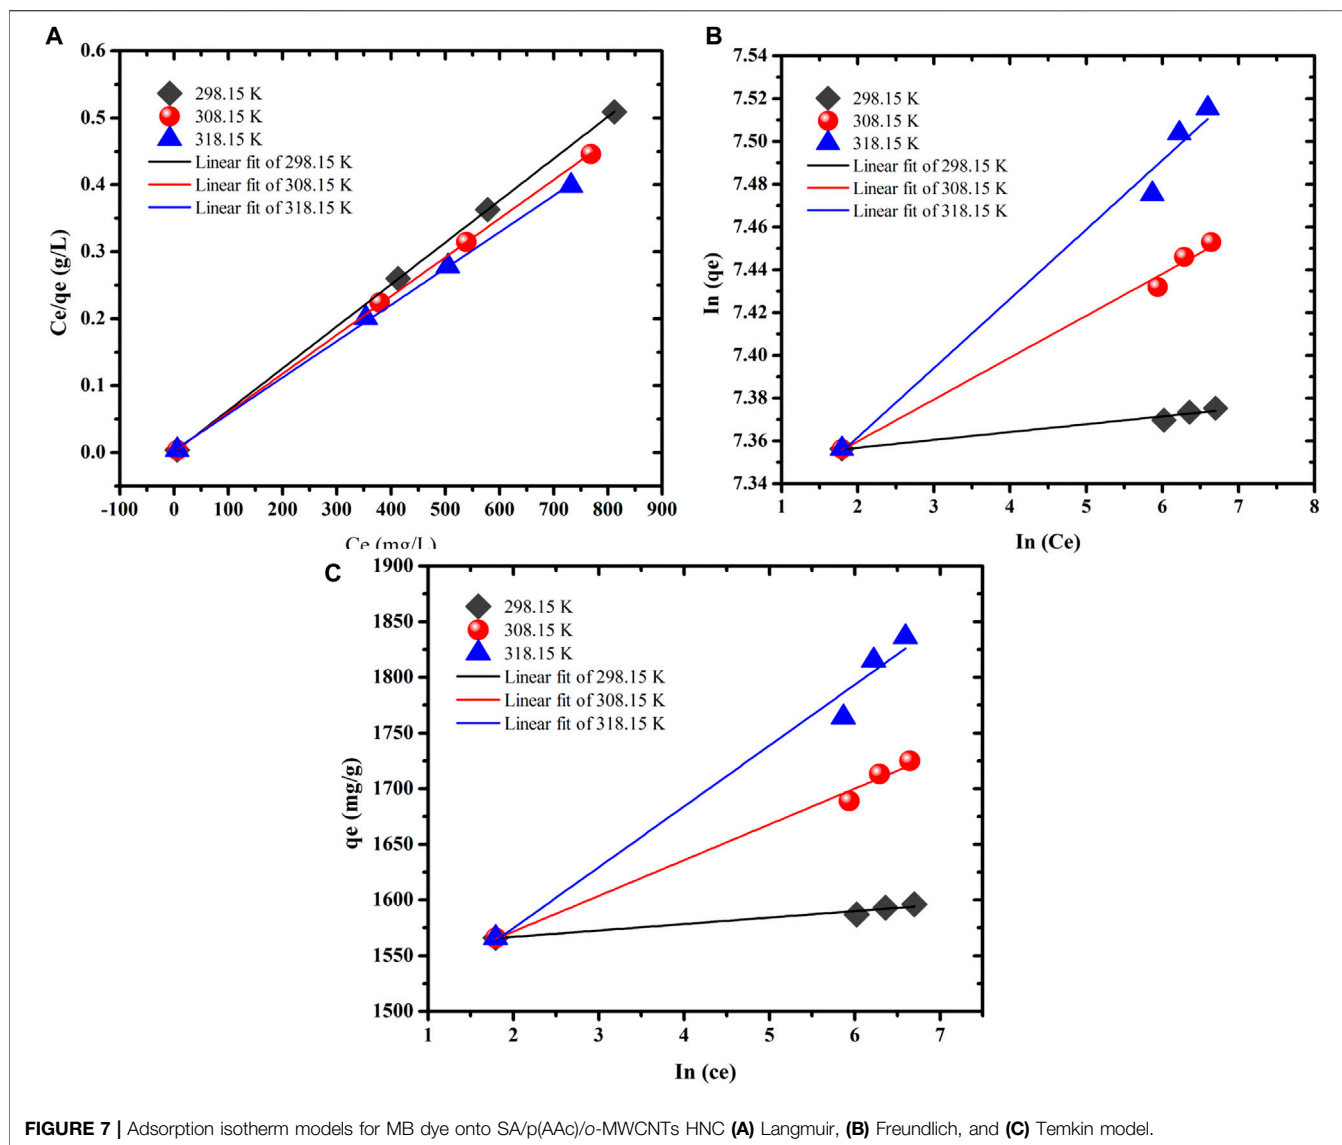 A
0.6
0.5
0.4
0.3
0.2
0.1
0.0
Ce/qe (g/L)
298.15 K
308.15 K
318.15 K
Linear fit of 298.15 K
Linear fit of 308.15 K
Linear fit of 318.15 K
-100 0 100 200 300 400 500 600 700 800 900
Ce (mg/L)
B
7.54
7.52
7.50
7.48
7.46
7.44
7.42
7.40
7.38
7.36
7.34
In (qe)
298.15 K
308.15 K
318.15 K
Linear fit of 298.15 K
Linear fit of 308.15 K
Linear fit of 318.15 K
1 2 3 4 5 6 7 8
In (Ce)
C
1900
1850
1800
1750
1700
1650
1600
1550
1500
qe (mg/g)
298.15 K
308.15 K
318.15 K
Linear fit of 298.15 K
Linear fit of 308.15 K
Linear fit of 318.15 K
1 2 3 4 5 6 7
In (ce)
FIGURE 7 | Adsorption isotherm models for MB dye onto SA/p(AAc)/o-MWCNTs HNC (A) Langmuir, (B) Freundlich, and (C) Temkin model.